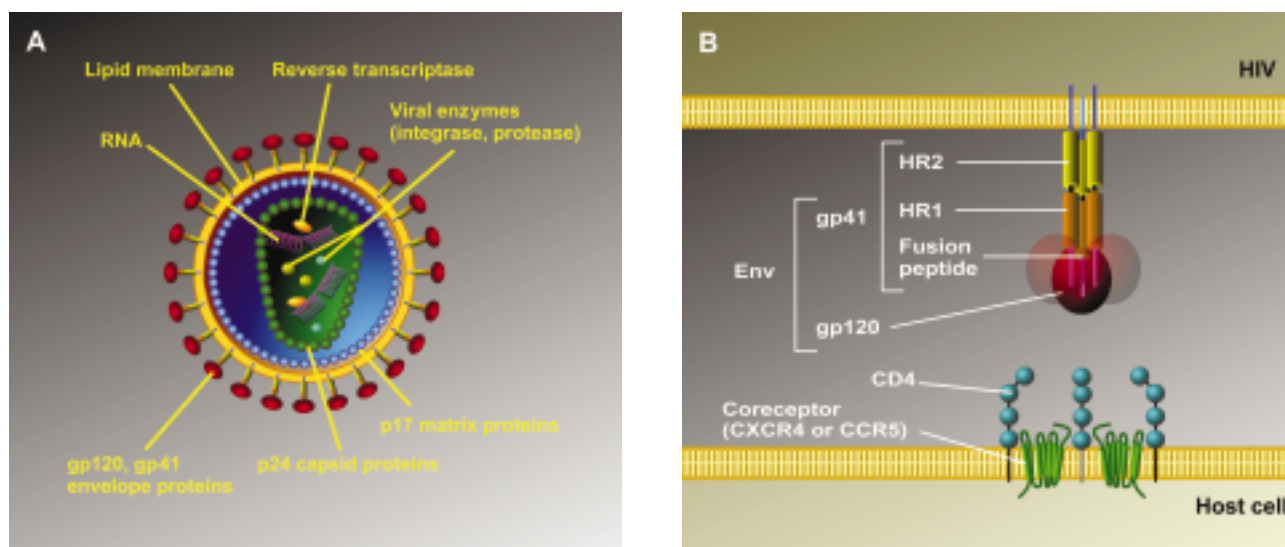 A
Lipid membrane
Reverse transcriptase
Viral enzymes
(integrase, protease)
RNA
p17 matrix proteins
p24 capsid proteins
gp120, gp41
envelope proteins
B
HIV
HR2
gp41
HR1
Fusion
peptide
Env
gp120
CD4
Coreceptor
(CXCR4 or CCR5)
Host cell